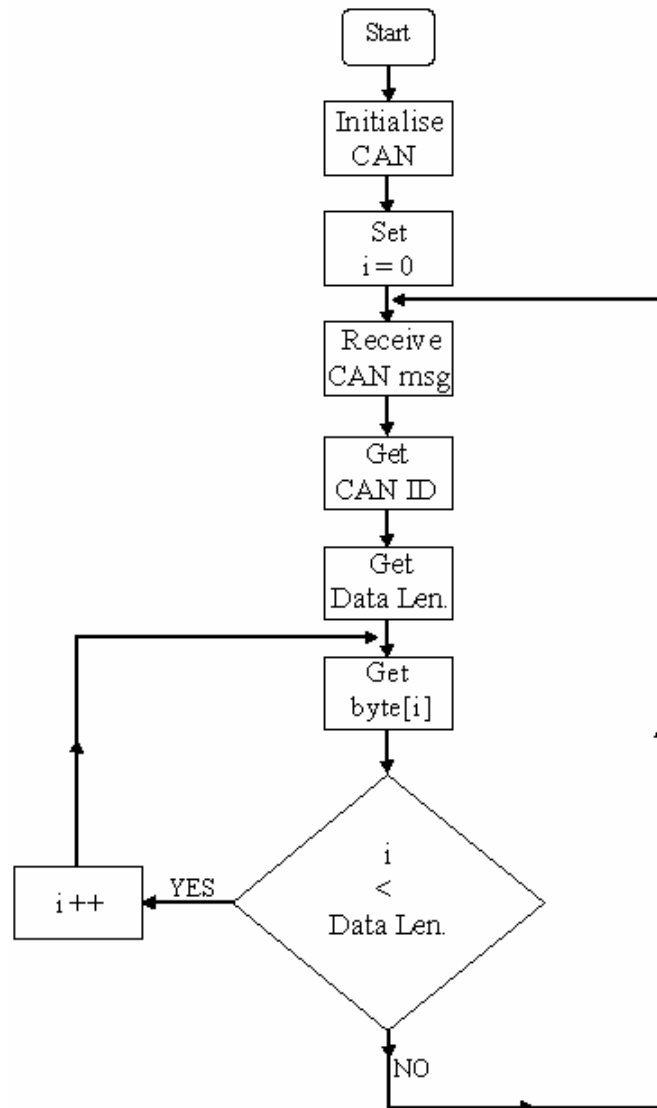 Start
Initialise
CAN
Set
i = 0
Receive
CAN msg
Get
CAN ID
Get
Data Len.
Get
byte[i]
i
<
Data Len.
YES
i ++
NO